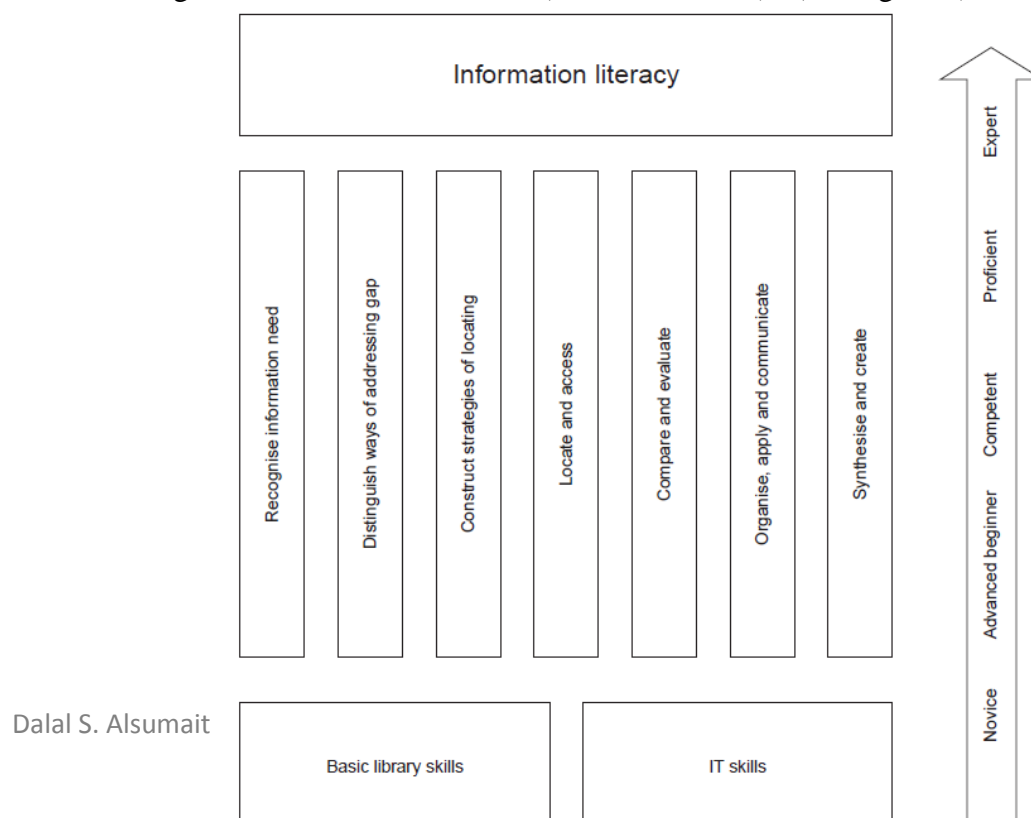 Information literacy
Recognise information need
Distinguish ways of addressing gap
Construct strategies of locating
Locate and access
Compare and evaluate
Organise, apply and communicate
Synthesise and create
Expert
Proficient
Competent
Advanced beginner
Novice
Dalal S. Alsumait
Basic library skills
IT skills